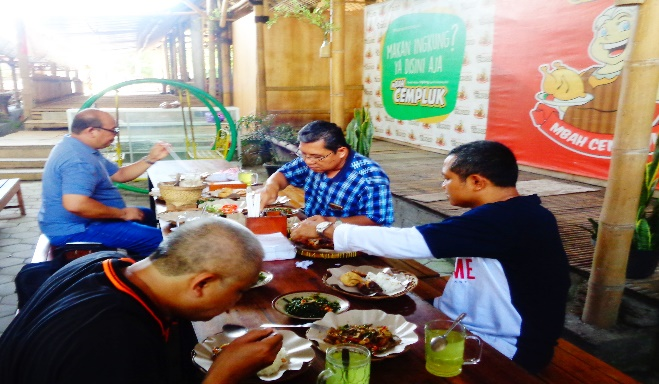 MAKAN INGKUNG?
YA DISINI AJA
CEMPLUK
MBAH CEM
ME